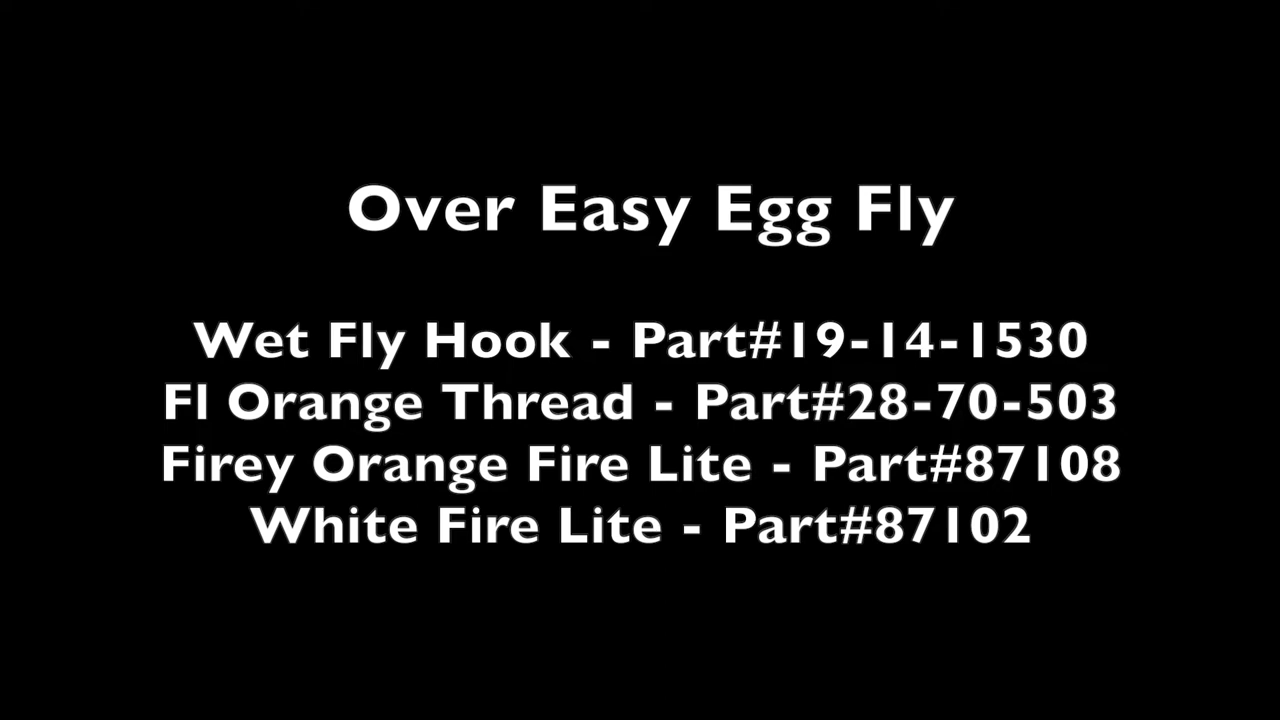 Over Easy Egg Fly
Wet Fly Hook - Part#19-14-1530
Fl Orange Thread - Part#28-70-503
Firey Orange Fire Lite - Part#87108
White Fire Lite - Part#87102